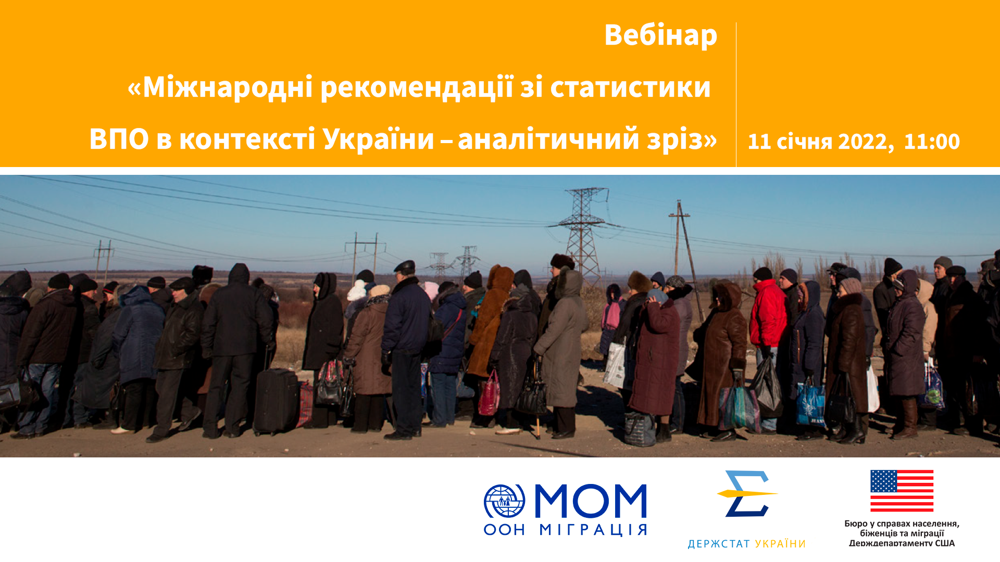 Вебінар
«Міжнародні рекомендації зі статистики
ВПО в контексті України – аналітичний зріз»
11 січня 2022, 11:00
МОМ
ООН МІГРАЦІЯ
ДЕРЖСТАТ УКРАЇНИ
Бюро у справах населення,
біженців та міграції
Держдепартаменту США